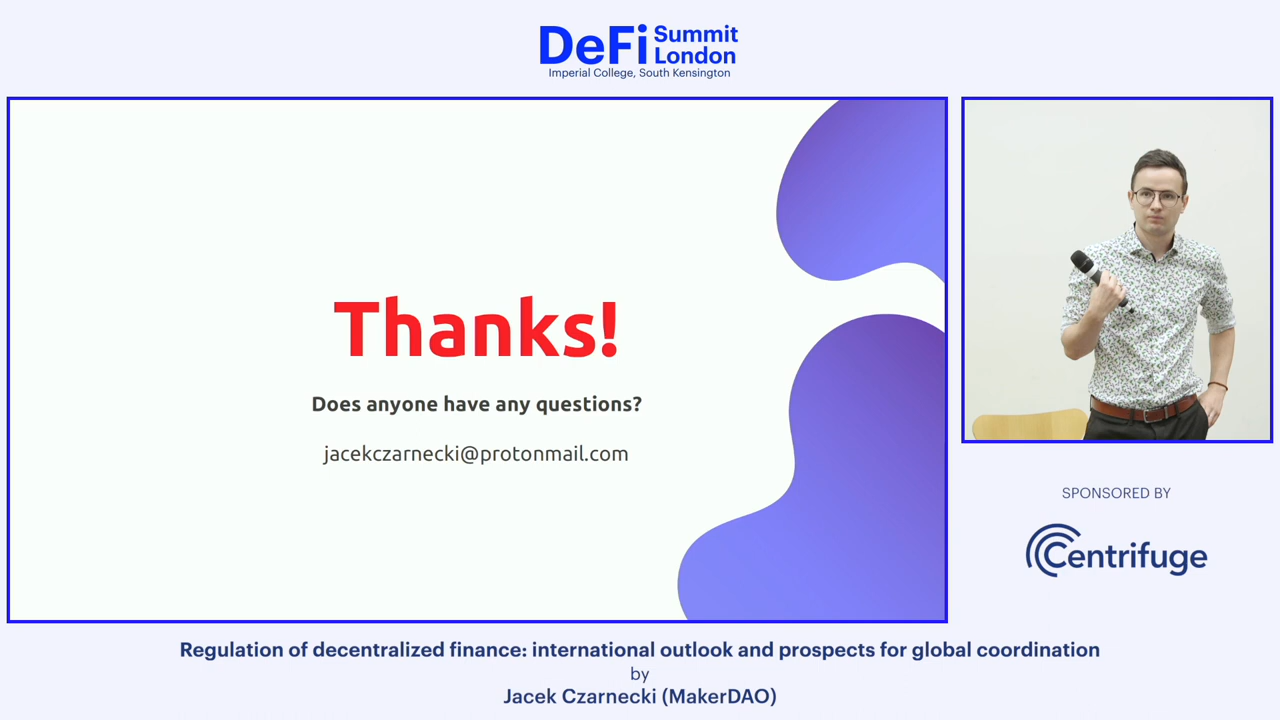 DeFi Summit London
Imperial College, South Kensington
Thanks!
Does anyone have any questions?
jacekczarnecki@protonmail.com
SPONSORED BY
Centrifuge
Regulation of decentralized finance: international outlook and prospects for global coordination
by
Jacek Czarnecki (MakerDAO)